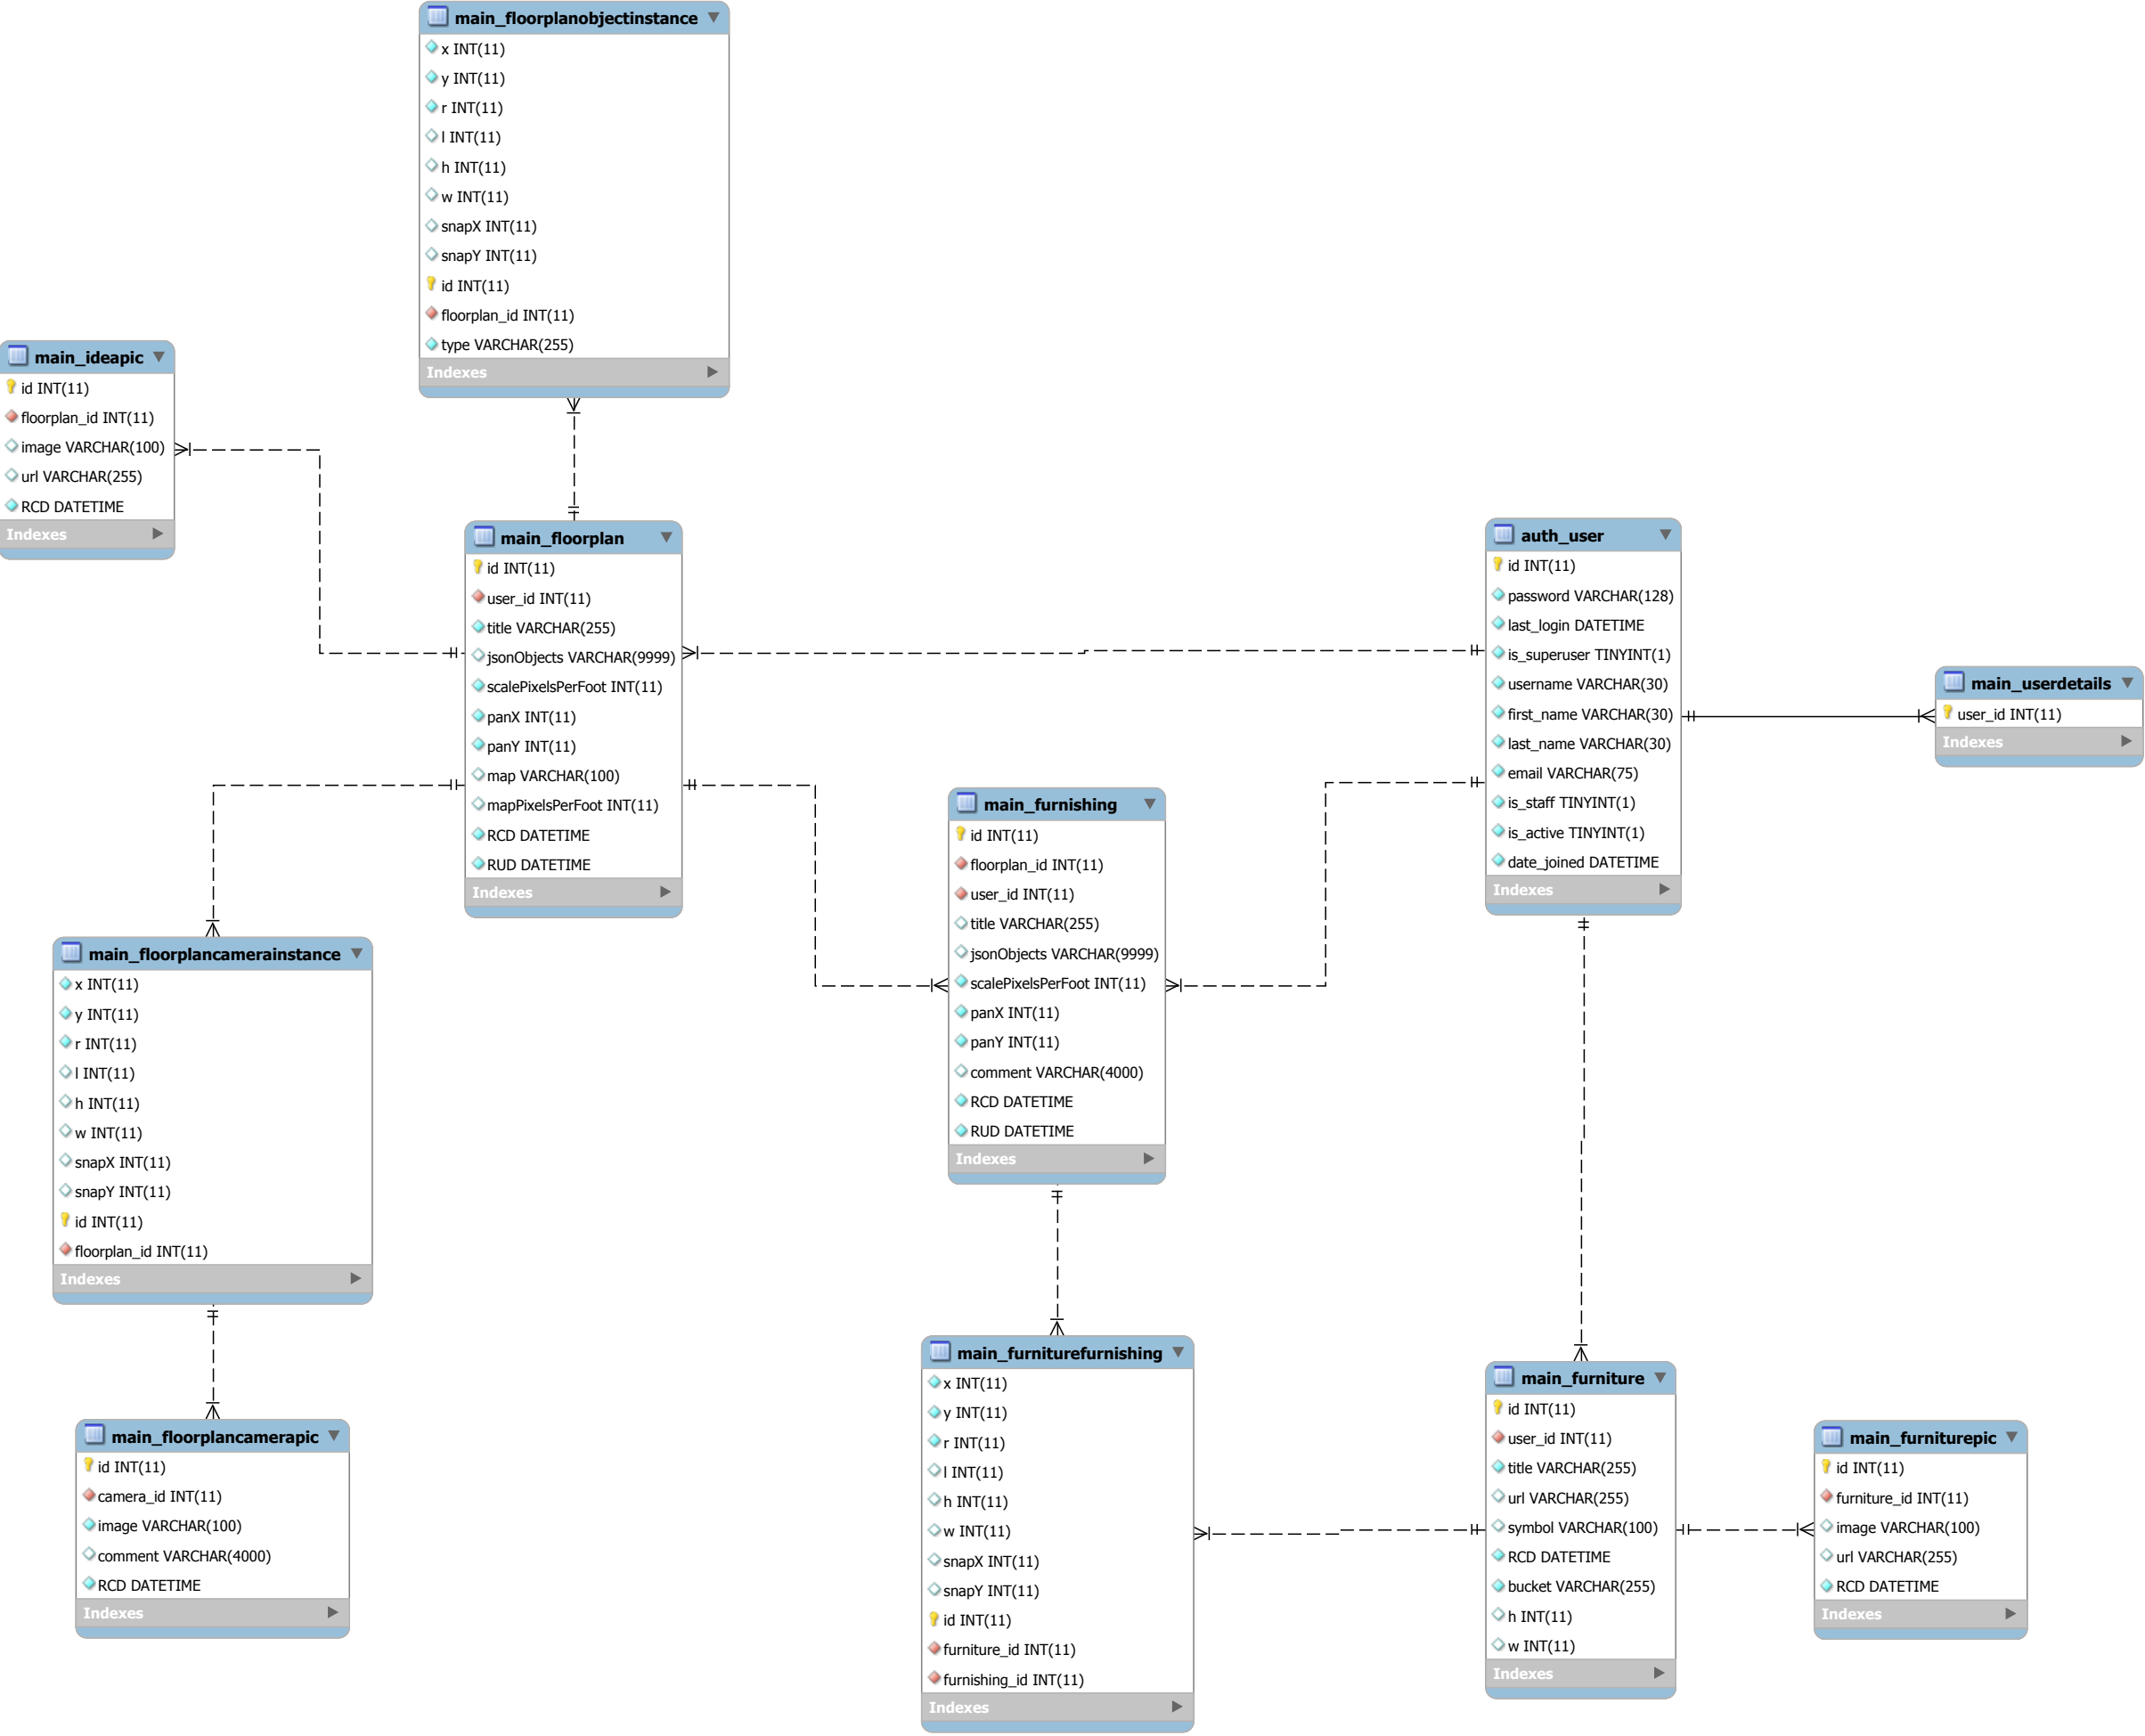 main_floorplanobjectinstance
x INT(11)
y INT(11)
r INT(11)
l INT(11)
h INT(11)
w INT(11)
snapX INT(11)
snapY INT(11)
id INT(11)
floorplan_id INT(11)
type VARCHAR(255)
Indexes
main_ideapic
id INT(11)
floorplan_id INT(11)
image VARCHAR(100)
url VARCHAR(255)
RCD DATETIME
Indexes
main_floorplan
id INT(11)
user_id INT(11)
title VARCHAR(255)
jsonObjects VARCHAR(9999)
scalePixelsPerFoot INT(11)
panX INT(11)
panY INT(11)
map VARCHAR(100)
mapPixelsPerFoot INT(11)
RCD DATETIME
RUD DATETIME
Indexes
auth_user
id INT(11)
password VARCHAR(128)
last_login DATETIME
is_superuser TINYINT(1)
username VARCHAR(30)
first_name VARCHAR(30)
last_name VARCHAR(30)
email VARCHAR(75)
is_staff TINYINT(1)
is_active TINYINT(1)
date_joined DATETIME
Indexes
main_userdetails
user_id INT(11)
Indexes
main_furnishing
id INT(11)
floorplan_id INT(11)
user_id INT(11)
title VARCHAR(255)
jsonObjects VARCHAR(9999)
scalePixelsPerFoot INT(11)
panX INT(11)
panY INT(11)
comment VARCHAR(4000)
RCD DATETIME
RUD DATETIME
Indexes
main_floorplancamerainstance
x INT(11)
y INT(11)
r INT(11)
l INT(11)
h INT(11)
w INT(11)
snapX INT(11)
snapY INT(11)
id INT(11)
floorplan_id INT(11)
Indexes
main_floorplancamerapic
id INT(11)
camera_id INT(11)
image VARCHAR(100)
comment VARCHAR(4000)
RCD DATETIME
Indexes
main_furniturefurnishing
x INT(11)
y INT(11)
r INT(11)
l INT(11)
h INT(11)
w INT(11)
snapX INT(11)
snapY INT(11)
id INT(11)
furniture_id INT(11)
furnishing_id INT(11)
Indexes
main_furniture
id INT(11)
user_id INT(11)
title VARCHAR(255)
url VARCHAR(255)
symbol VARCHAR(100)
RCD DATETIME
bucket VARCHAR(255)
h INT(11)
w INT(11)
Indexes
main_furniturepic
id INT(11)
furniture_id INT(11)
image VARCHAR(100)
url VARCHAR(255)
RCD DATETIME
Indexes